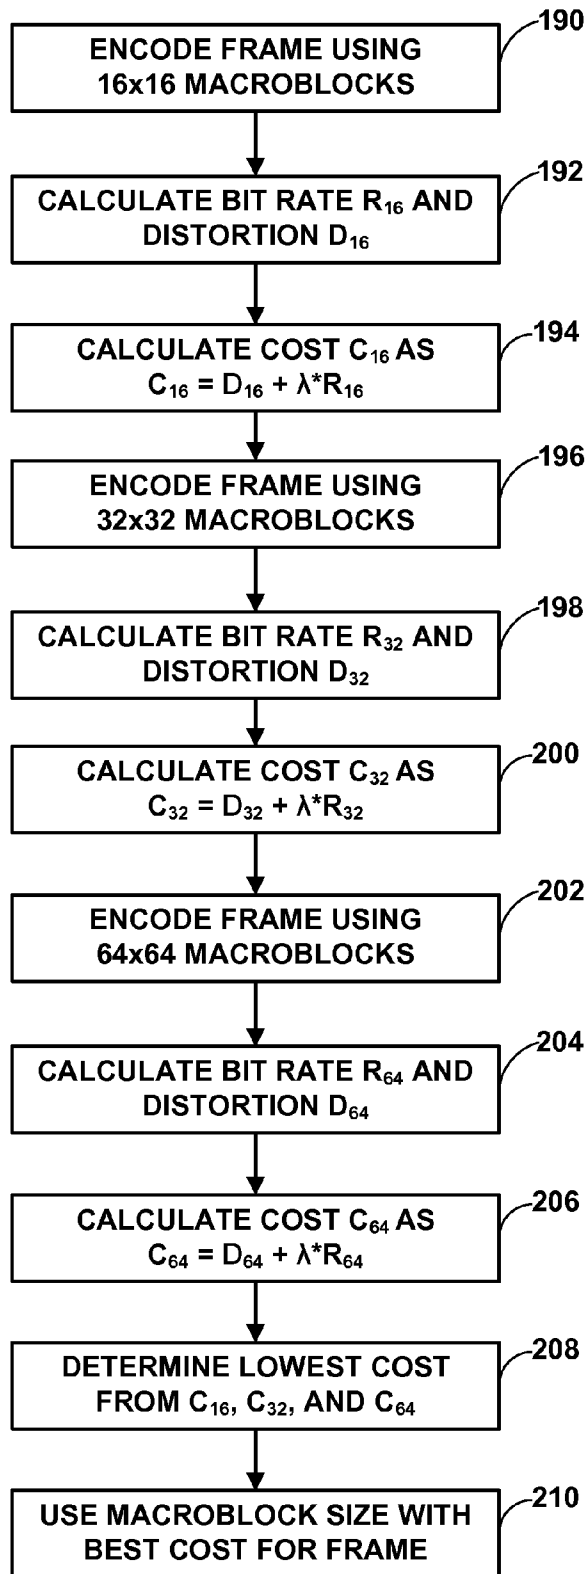 190
ENCODE FRAME USING
16x16 MACROBLOCKS
192
CALCULATE BIT RATE R₁₆ AND
DISTORTION D₁₆
194
CALCULATE COST C₁₆ AS
C₁₆ = D₁₆ + λ*R₁₆
196
ENCODE FRAME USING
32x32 MACROBLOCKS
198
CALCULATE BIT RATE R₃₂ AND
DISTORTION D₃₂
200
CALCULATE COST C₃₂ AS
C₃₂ = D₃₂ + λ*R₃₂
202
ENCODE FRAME USING
64x64 MACROBLOCKS
204
CALCULATE BIT RATE R₆₄ AND
DISTORTION D₆₄
206
CALCULATE COST C₆₄ AS
C₆₄ = D₆₄ + λ*R₆₄
208
DETERMINE LOWEST COST
FROM C₁₆, C₃₂, AND C₆₄
210
USE MACROBLOCK SIZE WITH
BEST COST FOR FRAME